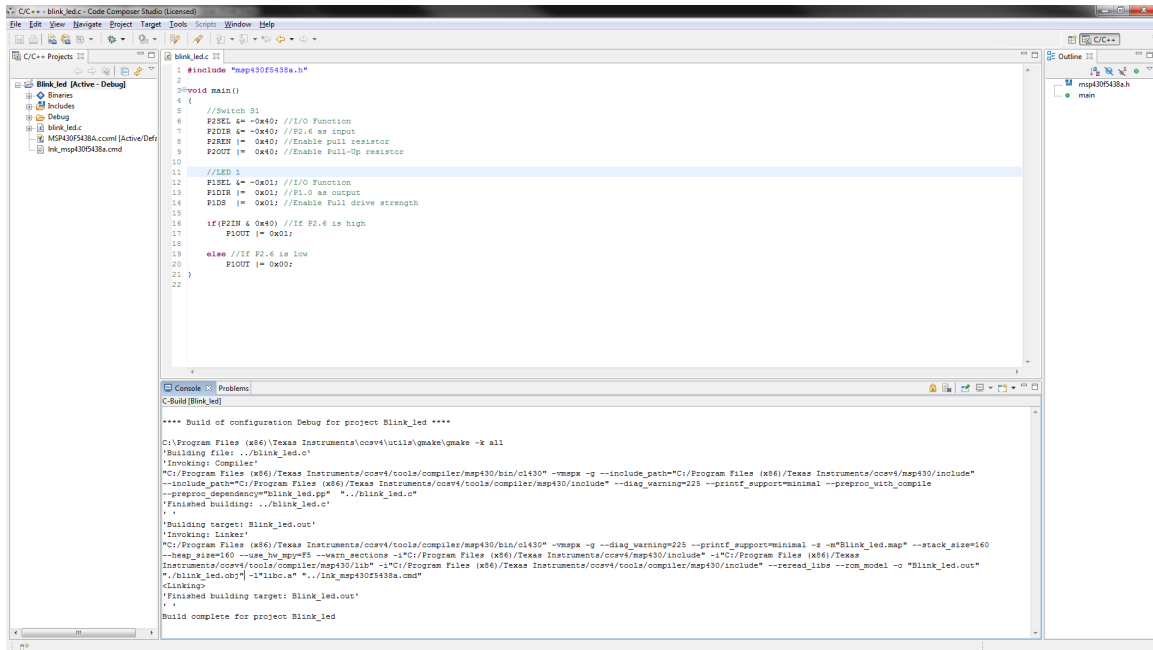 C/C++ - blink_led.c - Code Composer Studio (Licensed)
File Edit View Navigate Project Target Tools Scripts Window Help
C/C++
C/C++ Projects
Blink_led [Active - Debug]
Binaries
Includes
Debug
blink_led.c
MSP430F5438A.ccxml [Active/Defa
lnk_msp430f5438a.cmd
blink_led.c
1 #include "msp430f5438a.h"
2
3 void main()
4 {
5 //Switch S1
6 P2SEL &= ~0x40; //I/O Function
7 P2DIR &= ~0x40; //P2.6 as input
8 P2REN |= 0x40; //Enable pull resistor
9 P2OUT |= 0x40; //Enable Pull-Up resistor
10
11 //LED 1
12 P1SEL &= ~0x01; //I/O Function
13 P1DIR |= 0x01; //P1.0 as output
14 P1DS |= 0x01; //Enable Full drive strength
15
16 if(P2IN & 0x40) //If P2.6 is high
17 P1OUT |= 0x01;
18
19 else //If P2.6 is low
20 P1OUT |= 0x00;
21 }
22
Outline
msp430f5438a.h
main
Console Problems
C-Build [Blink_led]
**** Build of configuration Debug for project Blink_led ****
C:\Program Files (x86)\Texas Instruments\ccsv4\utils\gmake\gmake -k all
'Building file: ../blink_led.c'
'Invoking: Compiler'
"C:/Program Files (x86)/Texas Instruments/ccsv4/tools/compiler/msp430/bin/cl430" -vmspx -g --include_path="C:/Program Files (x86)/Texas Instruments/ccsv4/msp430/include"
--include_path="C:/Program Files (x86)/Texas Instruments/ccsv4/tools/compiler/msp430/include" --diag_warning=225 --printf_support=minimal --preproc_with_compile
--preproc_dependency="blink_led.pp" "../blink_led.c"
'Finished building: ../blink_led.c'
' '
'Building target: Blink_led.out'
'Invoking: Linker'
"C:/Program Files (x86)/Texas Instruments/ccsv4/tools/compiler/msp430/bin/cl430" -vmspx -g --diag_warning=225 --printf_support=minimal -z -m"Blink_led.map" --stack_size=160
--heap_size=160 --use_hw_mpy=F5 --warn_sections -i"C:/Program Files (x86)/Texas Instruments/ccsv4/msp430/include" -i"C:/Program Files (x86)/Texas
Instruments/ccsv4/tools/compiler/msp430/lib" -i"C:/Program Files (x86)/Texas Instruments/ccsv4/tools/compiler/msp430/include" --reread_libs --rom_model -o "Blink_led.out"
"./blink_led.obj" -l"libc.a" "../lnk_msp430f5438a.cmd"
<Linking>
'Finished building target: Blink_led.out'
' '
Build complete for project Blink_led